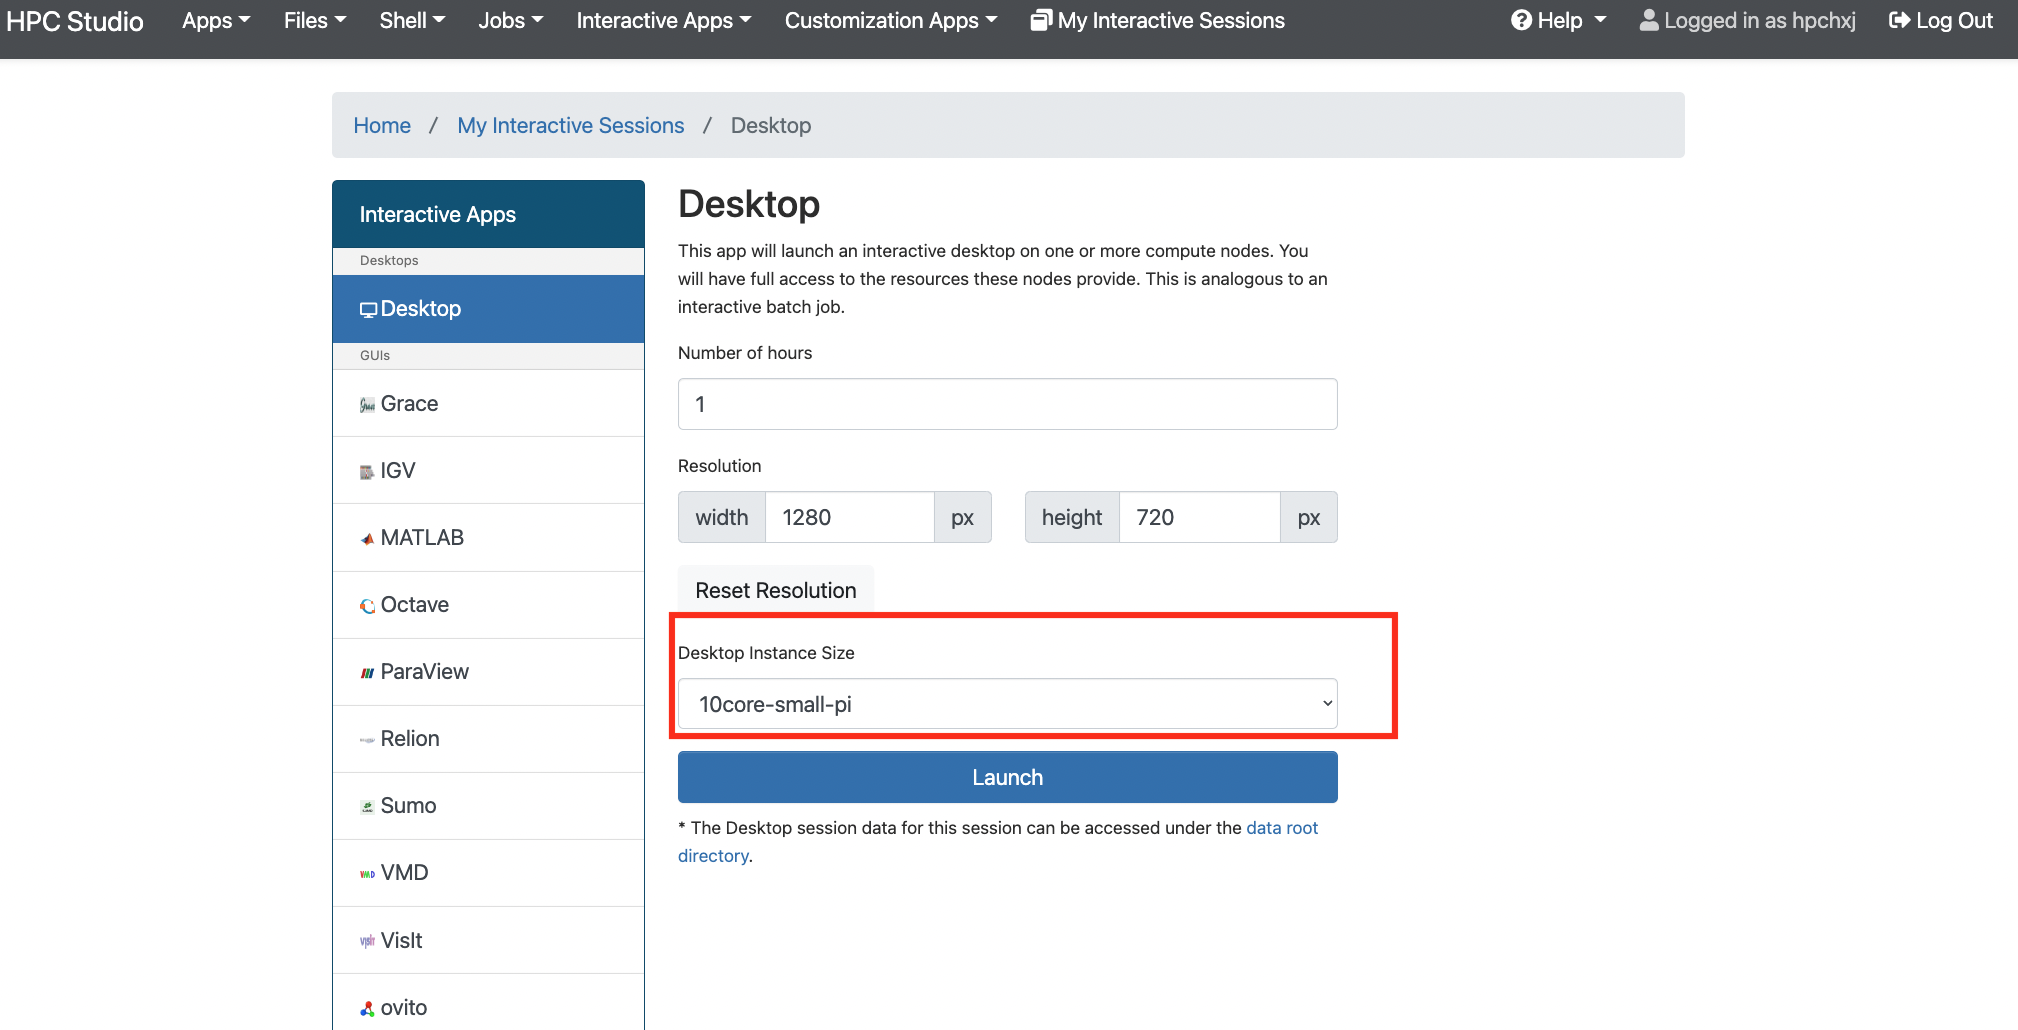 HPC Studio Apps Files Shell Jobs Interactive Apps Customization Apps My Interactive Sessions Help Logged in as hpchxj Log Out
Home / My Interactive Sessions / Desktop
Interactive Apps
Desktops
Desktop
GUIs
Grace
IGV
MATLAB
Octave
ParaView
Relion
Sumo
VMD
VisIt
ovito
Desktop
This app will launch an interactive desktop on one or more compute nodes. You
will have full access to the resources these nodes provide. This is analogous to an
interactive batch job.
Number of hours
1
Resolution
width 1280 px height 720 px
Reset Resolution
Desktop Instance Size
10core-small-pi
Launch
* The Desktop session data for this session can be accessed under the data root
directory.